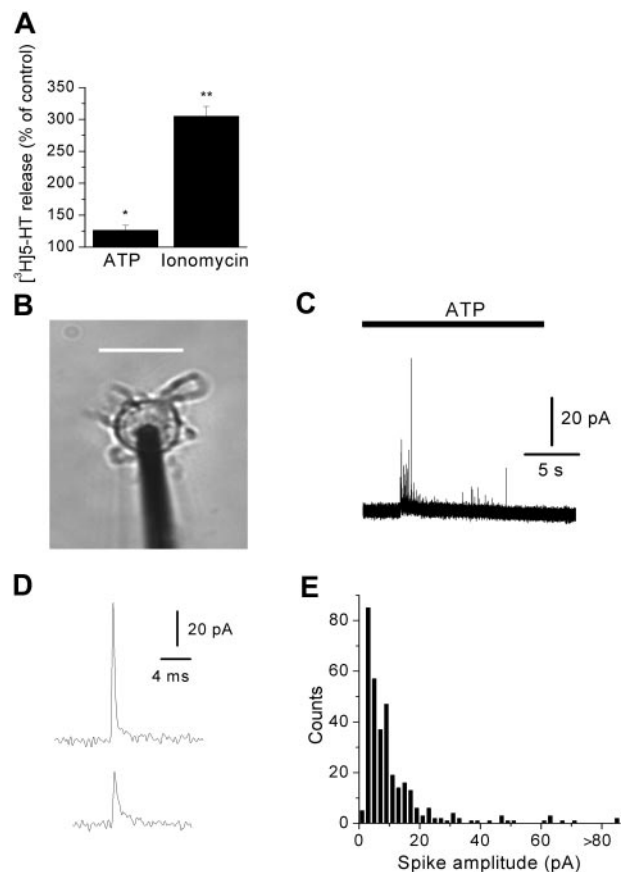 A
[³H]5-HT release (% of control)
350
300
250
200
150
100
*
**
ATP
Ionomycin
B
C
ATP
20 pA
5 s
D
20 pA
4 ms
E
Counts
80
60
40
20
0
0 20 40 60 >80
Spike amplitude (pA)